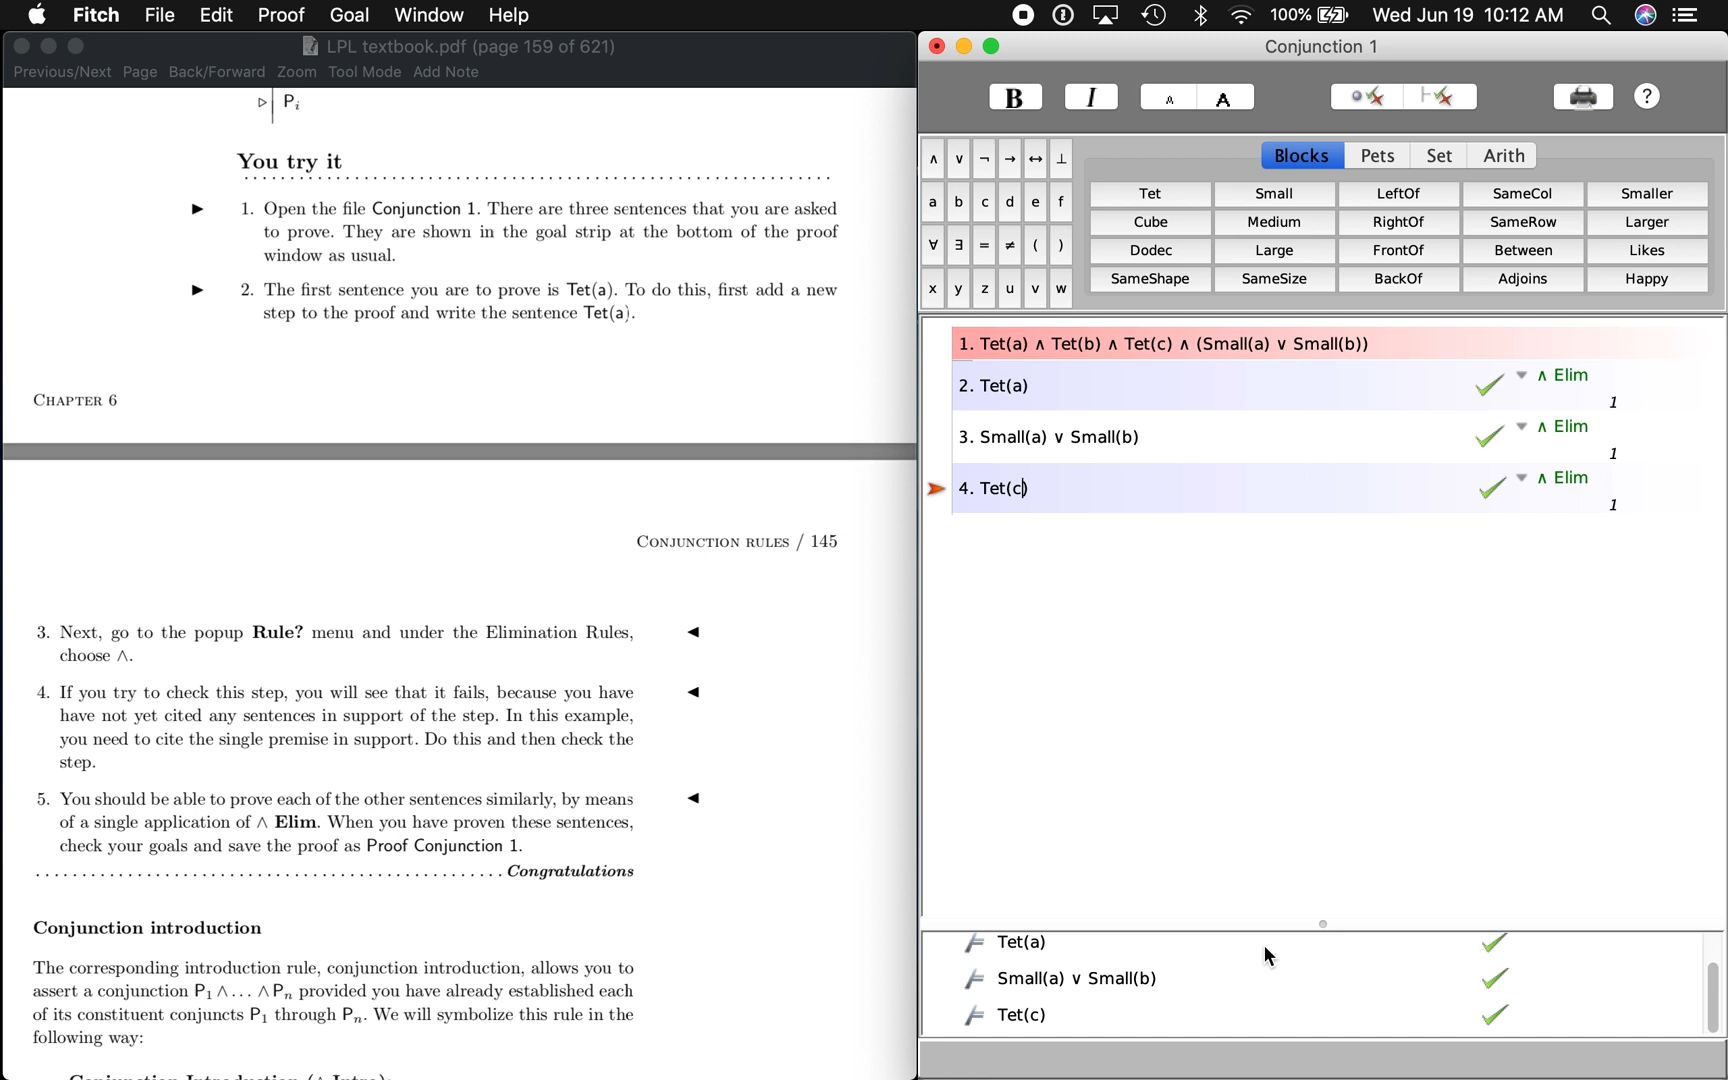 Fitch File Edit Proof Goal Window Help 100% Wed Jun 19 10:12 AM
LPL textbook.pdf (page 159 of 621)
Previous/Next Page Back/Forward Zoom Tool Mode Add Note
▷ Pi
You try it
▶ 1. Open the file Conjunction 1. There are three sentences that you are asked
to prove. They are shown in the goal strip at the bottom of the proof
window as usual.
▶ 2. The first sentence you are to prove is Tet(a). To do this, first add a new
step to the proof and write the sentence Tet(a).
Chapter 6
Conjunction rules / 145
3. Next, go to the popup Rule? menu and under the Elimination Rules, ◀
choose ∧.
4. If you try to check this step, you will see that it fails, because you have ◀
have not yet cited any sentences in support of the step. In this example,
you need to cite the single premise in support. Do this and then check the
step.
5. You should be able to prove each of the other sentences similarly, by means ◀
of a single application of ∧ Elim. When you have proven these sentences,
check your goals and save the proof as Proof Conjunction 1.
Congratulations
Conjunction introduction
The corresponding introduction rule, conjunction introduction, allows you to
assert a conjunction P1 ∧ ... ∧ Pn provided you have already established each
of its constituent conjuncts P1 through Pn. We will symbolize this rule in the
following way:
Conjunction Introduction (∧ Intro):
Conjunction 1
B I A A ?
∧ ∨ ¬ → ↔ ⊥
a b c d e f
∀ ∃ = ≠ ( )
x y z u v w
Blocks Pets Set Arith
Tet Small LeftOf SameCol Smaller
Cube Medium RightOf SameRow Larger
Dodec Large FrontOf Between Likes
SameShape SameSize BackOf Adjoins Happy
1. Tet(a) ∧ Tet(b) ∧ Tet(c) ∧ (Small(a) ∨ Small(b))
2. Tet(a) ∧ Elim
1
3. Small(a) ∨ Small(b) ∧ Elim
1
4. Tet(c) ∧ Elim
1
Tet(a)
Small(a) ∨ Small(b)
Tet(c)